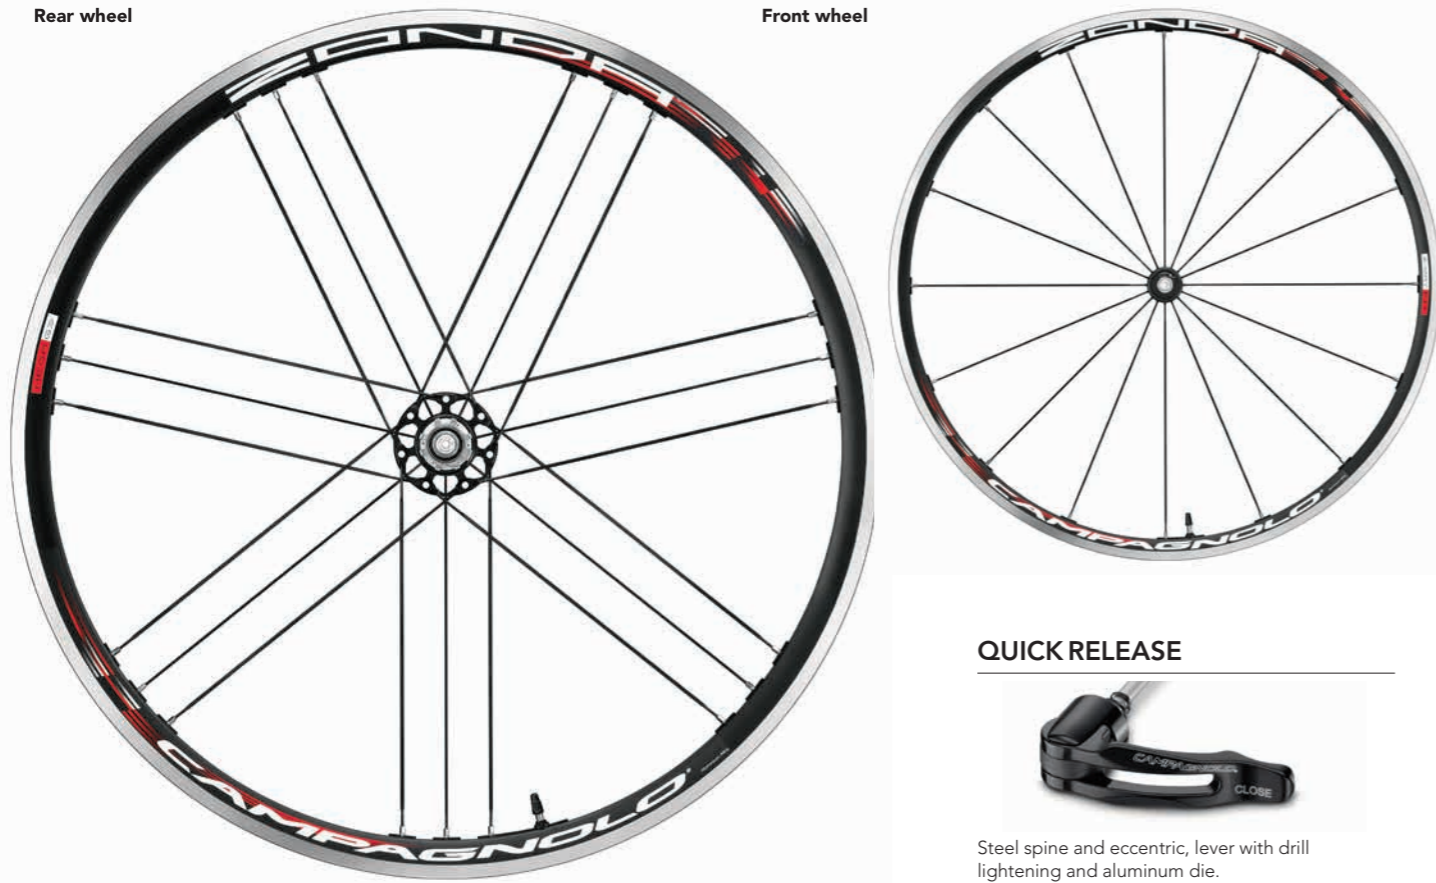 Rear wheel
Front wheel
ZONDA
CAMPAGNOLO
ZONDA
CAMPAGNOLO
QUICK RELEASE
CAMPAGNOLO
CLOSE
Steel spine and eccentric, lever with drill
lightening and aluminum die.